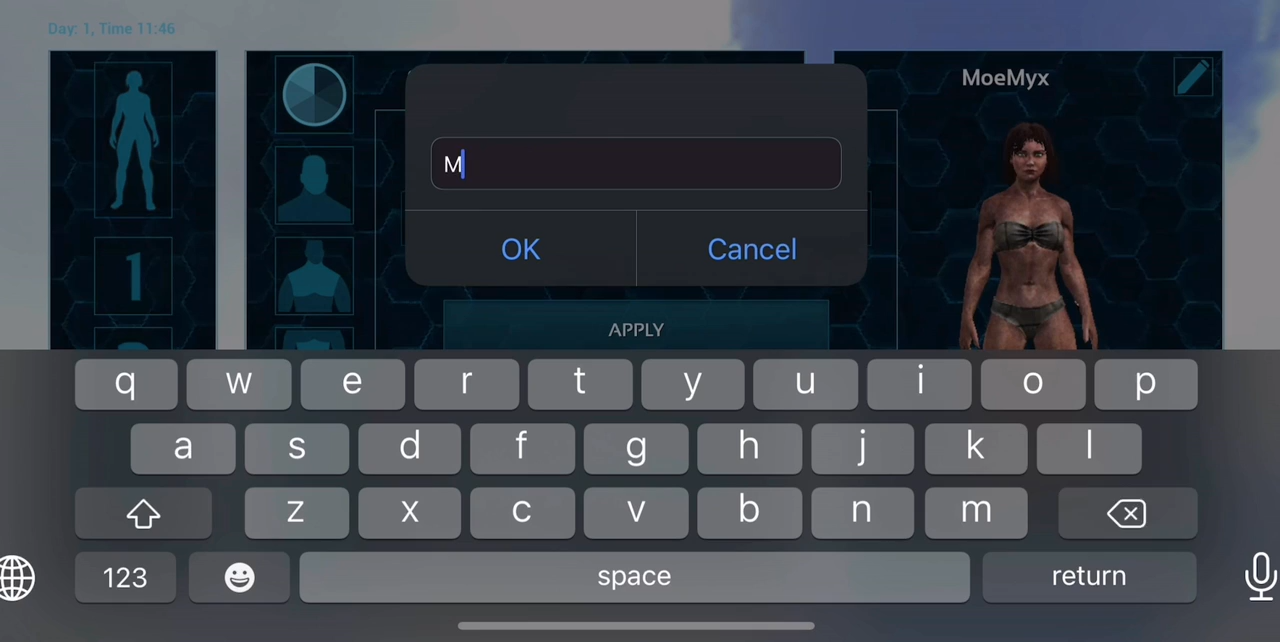 Day: 1, Time 11:46
MoeMyx
M
OK
Cancel
1
APPLY
q w e r t y u i o p
a s d f g h j k l
z x c v b n m
123
space
return